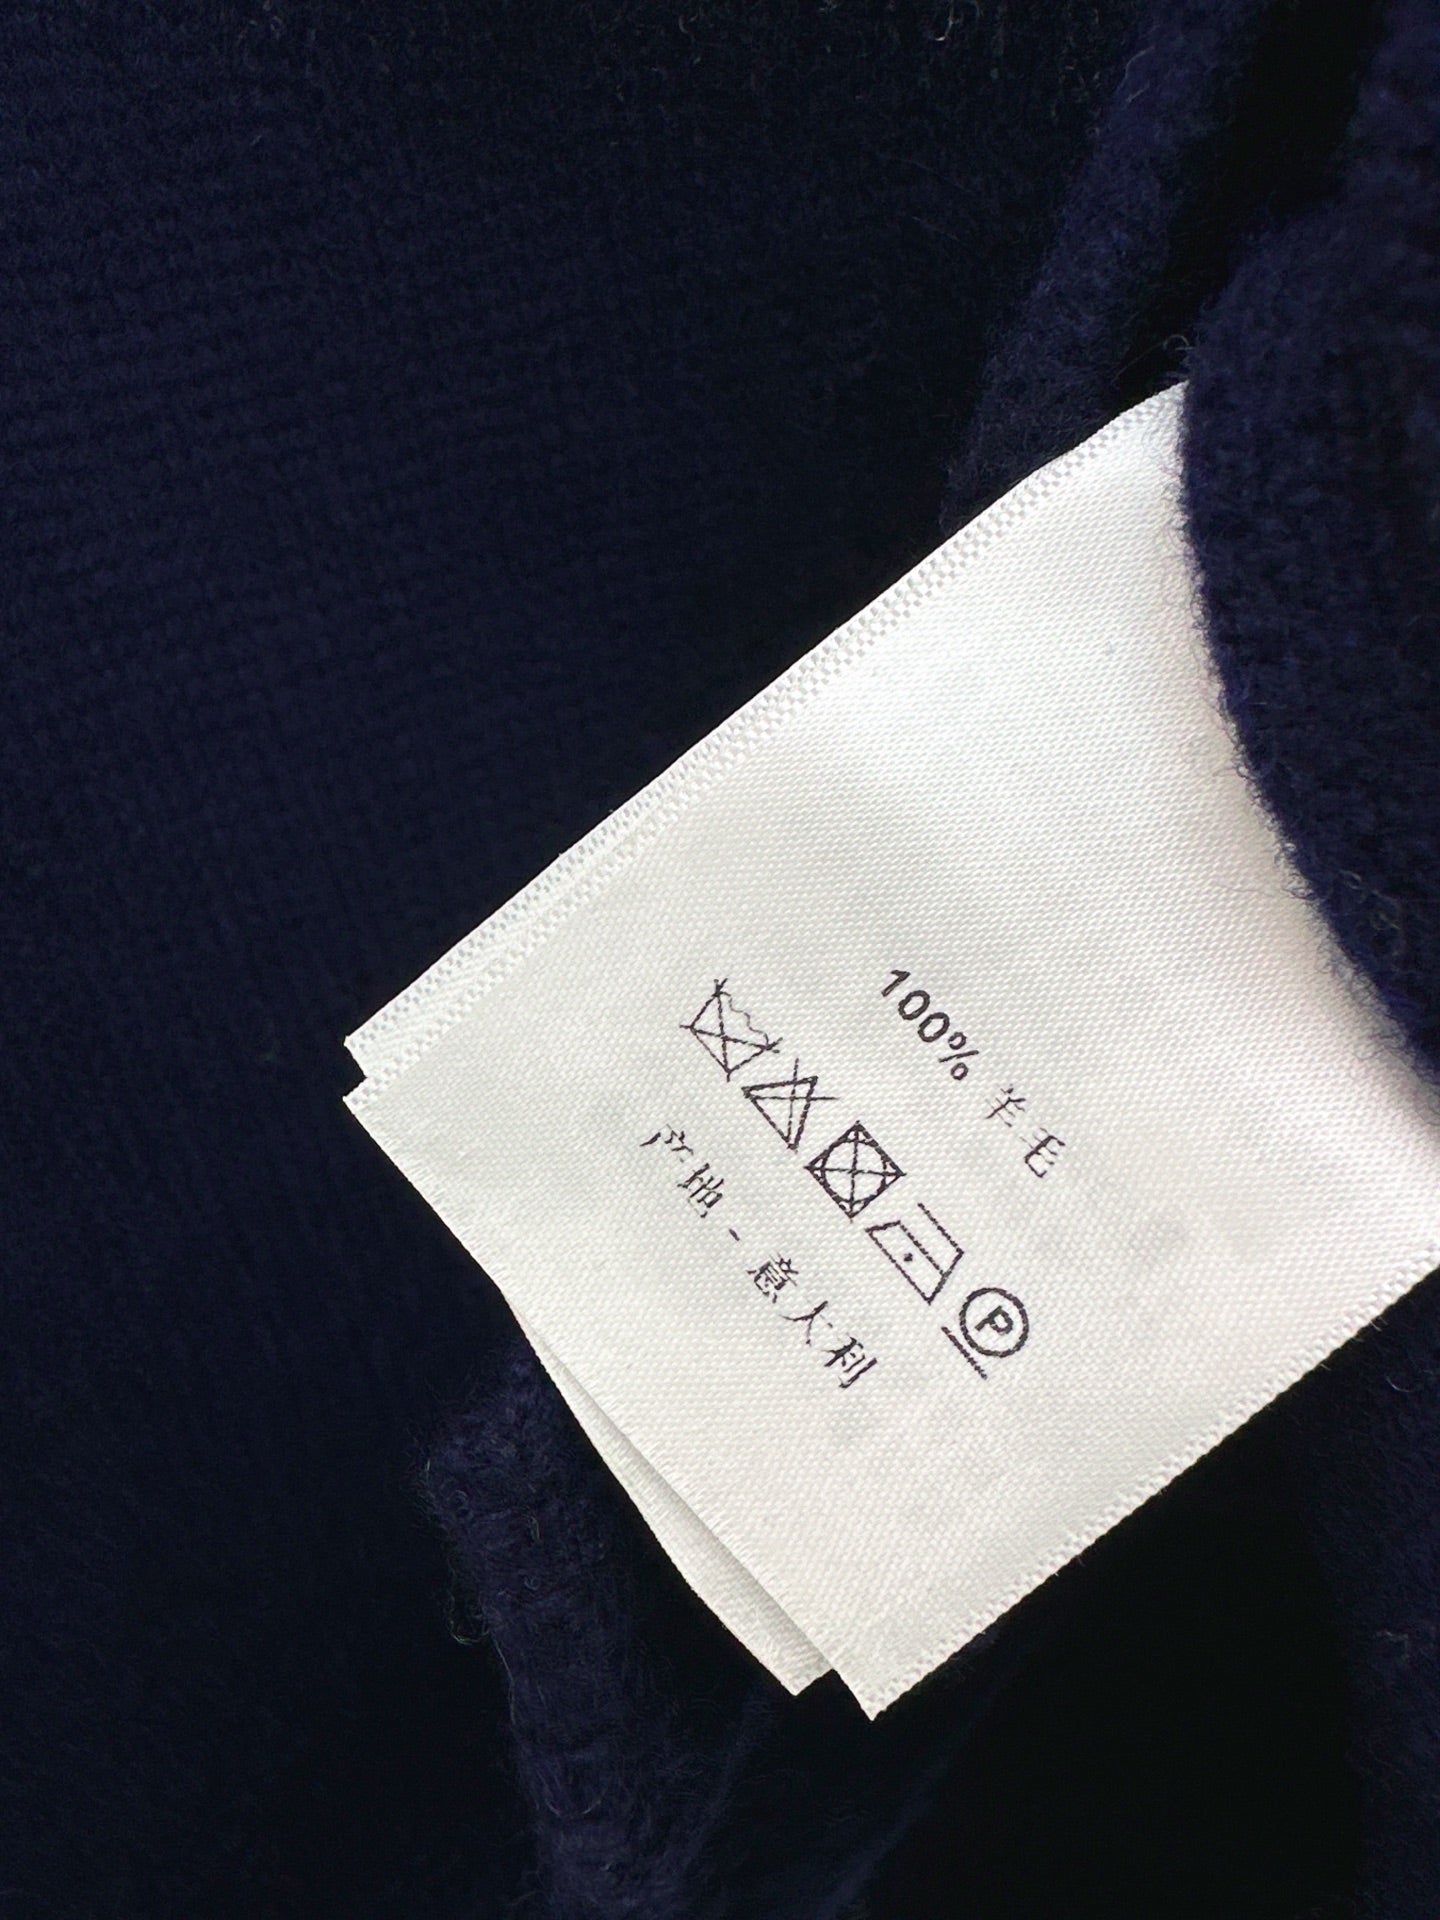 100% 羊毛
P
产地 - 意大利